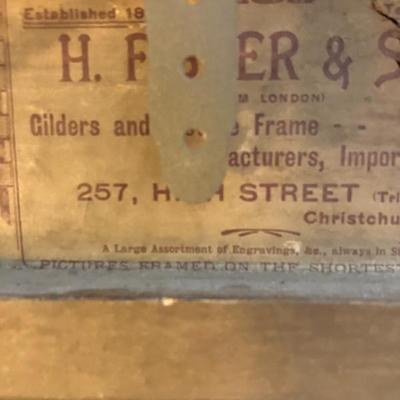 Established 18
H. F ER & S
M LONDON)
Gilders and Frame - -
acturers, Impor
257, H H STREET (Tri
Christchu
A Large Assortment of Engravings, &c., always in St
PICTURES FRAMED ON THE SHORTEST